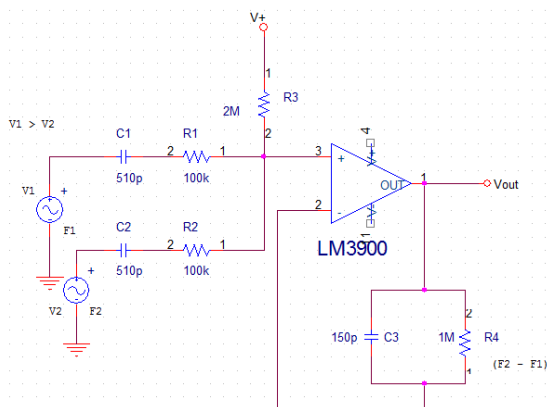 V+
1
R3
2M
2
V1 > V2
C1
R1
2
1
510p
100k
3
+
4
V+
OUT
1
Vout
2
-
V-
11
LM3900
V1
+
F1
C2
R2
2
1
510p
100k
+
V2
F2
150p
C3
2
1M
R4
1
(F2 - F1)